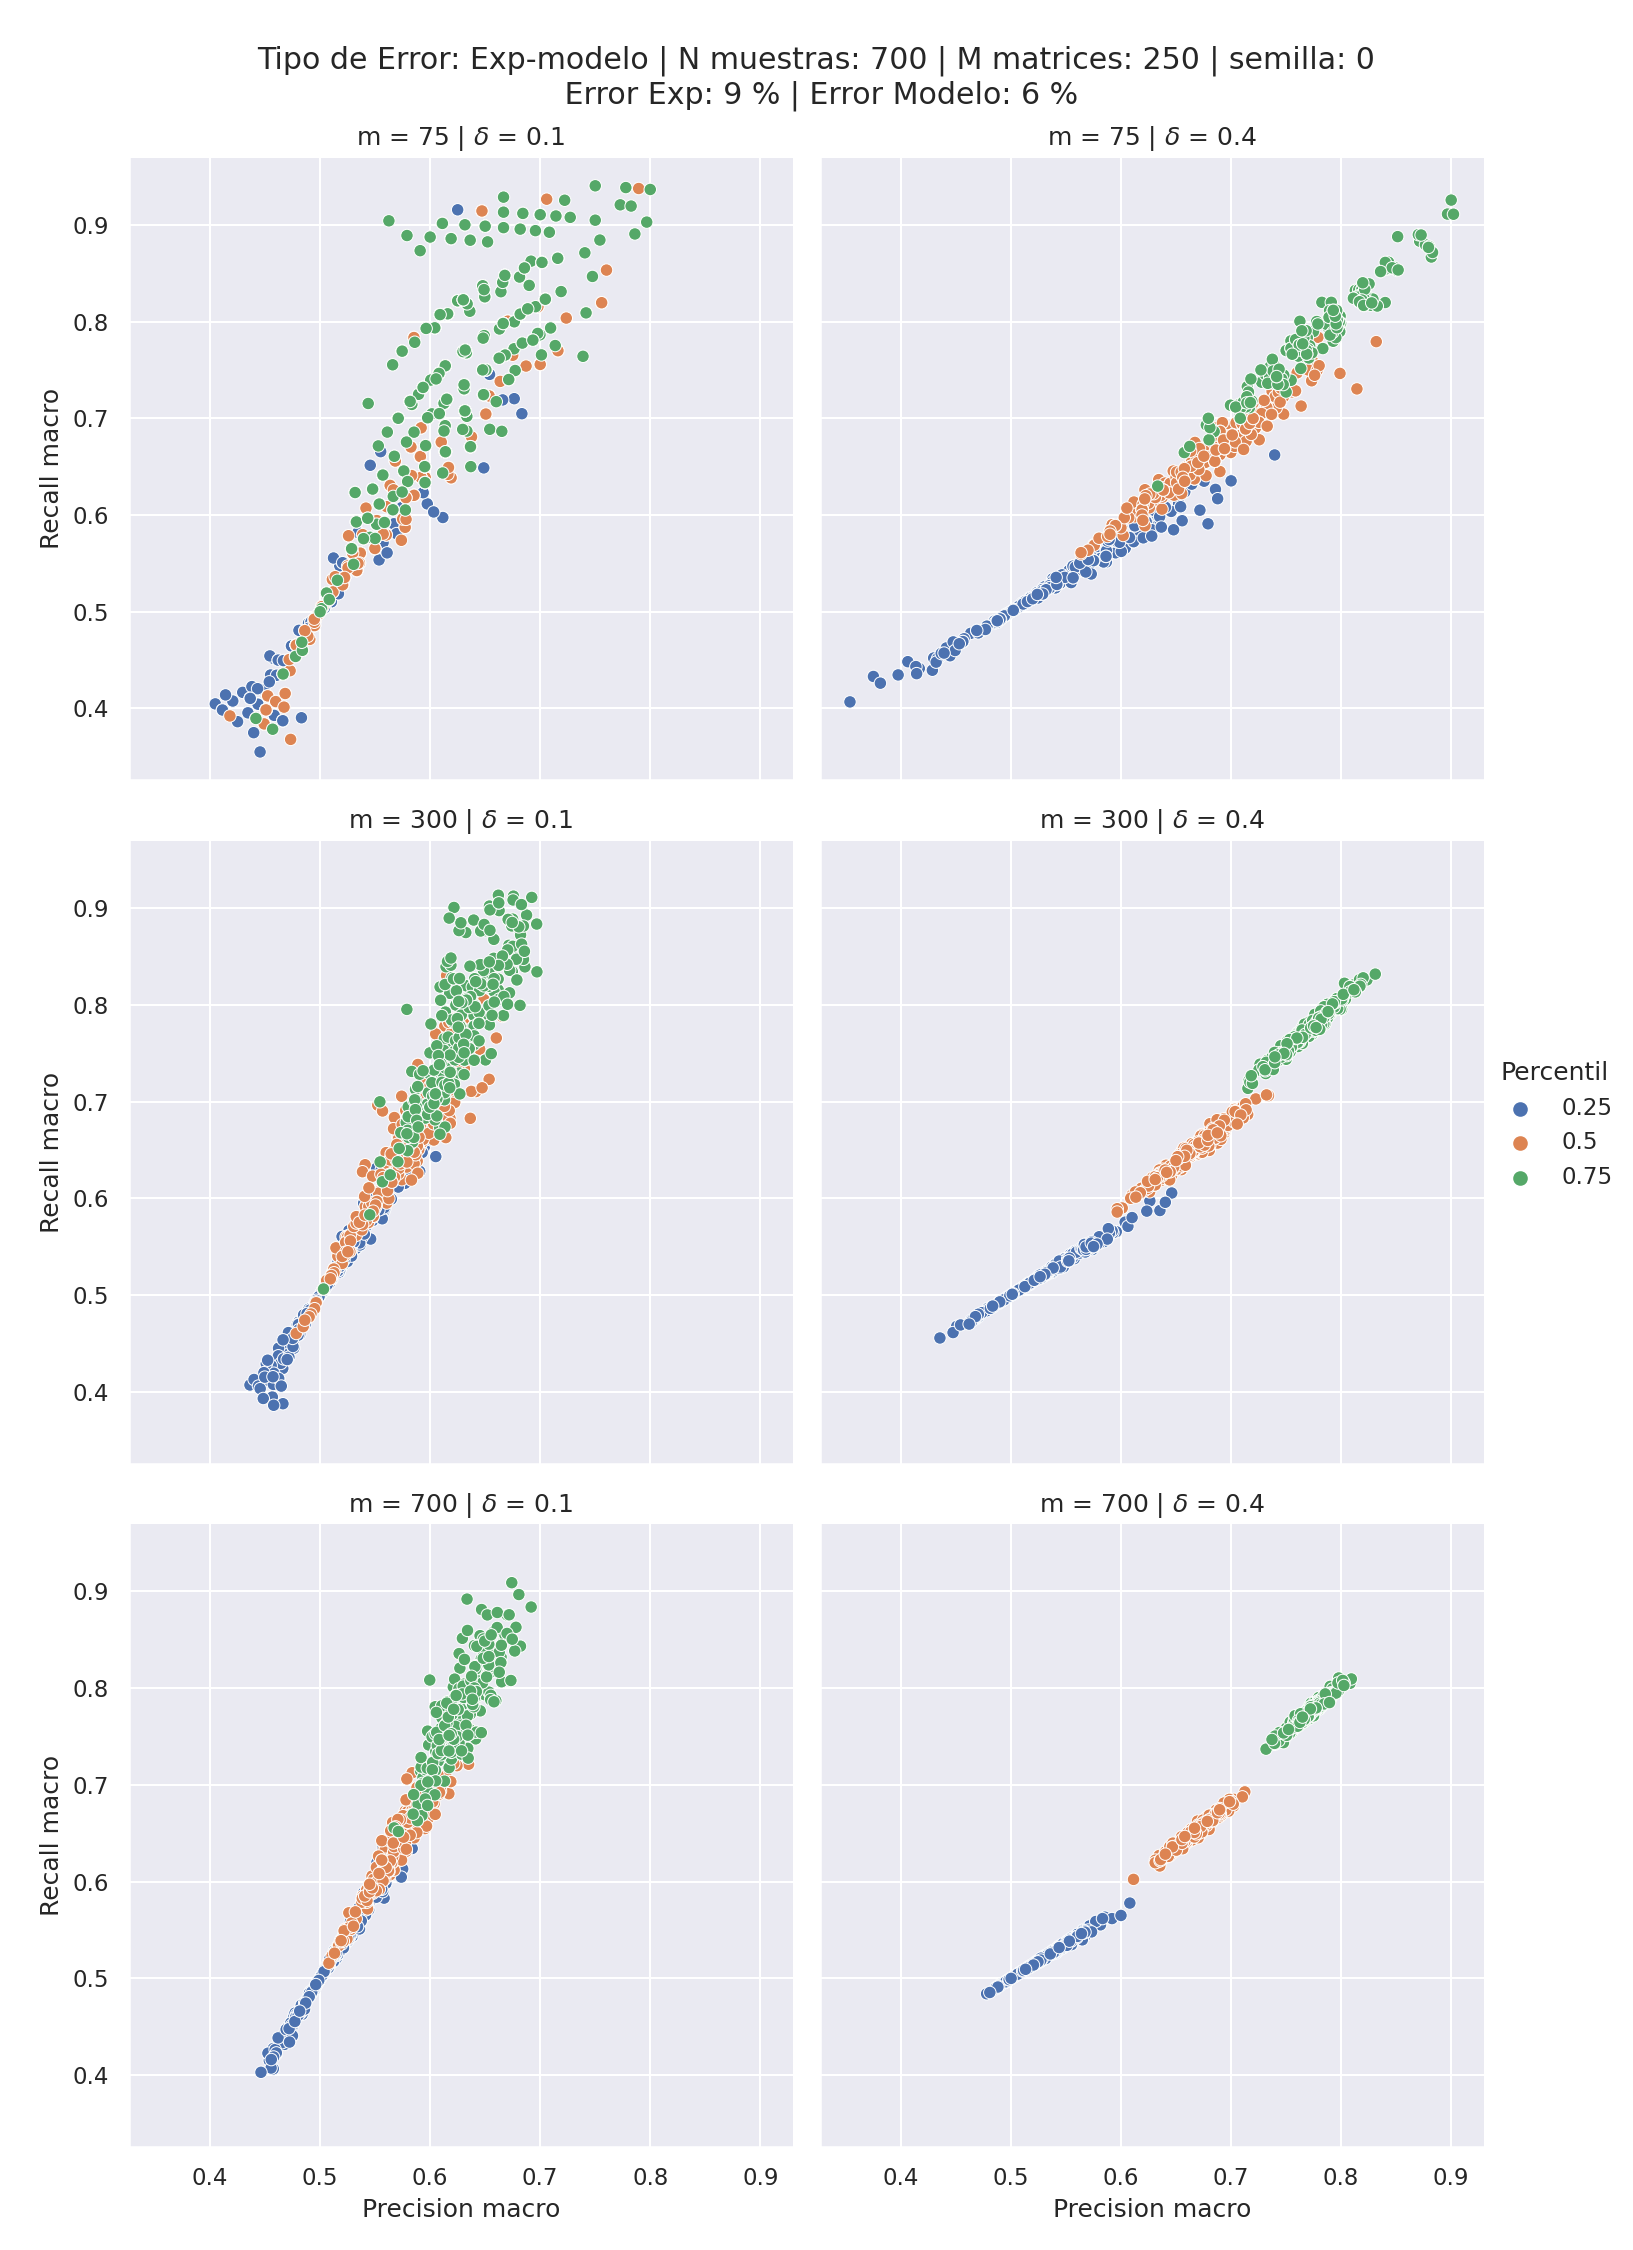 Tipo de Error: Exp-modelo | N muestras: 700 | M matrices: 250 | semilla: 0
Error Exp: 9 % | Error Modelo: 6 %
m = 75 | δ = 0.1
m = 75 | δ = 0.4
0.9
0.8
0.7
0.6
0.5
0.4
Recall macro
m = 300 | δ = 0.1
m = 300 | δ = 0.4
0.9
0.8
0.7
0.6
0.5
0.4
Recall macro
Percentil
0.25
0.5
0.75
m = 700 | δ = 0.1
m = 700 | δ = 0.4
0.9
0.8
0.7
0.6
0.5
0.4
Recall macro
0.4 0.5 0.6 0.7 0.8 0.9
0.4 0.5 0.6 0.7 0.8 0.9
Precision macro
Precision macro